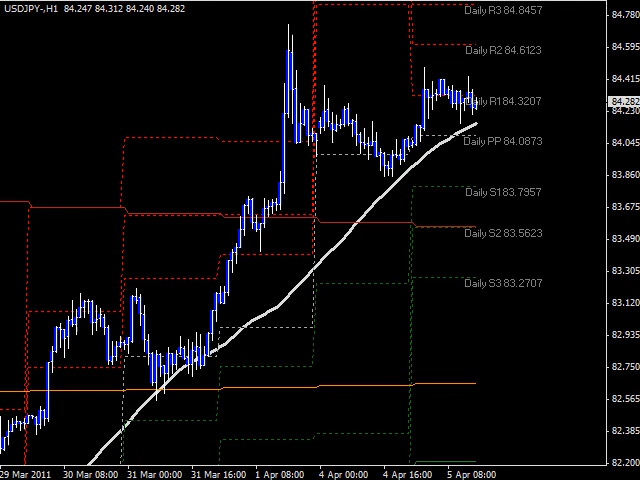 USDJPY-,H1 84.247 84.312 84.240 84.282
Daily R3 84.8457
84.780
84.595
Daily R2 84.6123
84.415
Daily R1 84.3207
84.282
84.230
84.045
Daily PP 84.0873
83.860
83.675
Daily S1 83.7957
83.490
Daily S2 83.5623
83.305
Daily S3 83.2707
83.120
82.935
82.750
82.565
82.385
82.200
29 Mar 2011 30 Mar 08:00 31 Mar 00:00 31 Mar 16:00 1 Apr 08:00 4 Apr 00:00 4 Apr 16:00 5 Apr 08:00